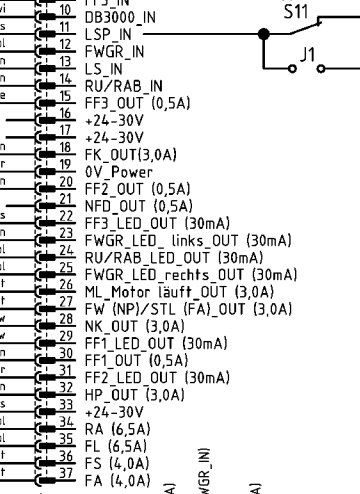 10 DB3000_IN
11 LSP_IN
12 FWGR_IN
13 LS_IN
14 RU/RAB_IN
15 FF3_OUT (0,5A)
16 +24-30V
17 +24-30V
18 FK_OUT(3,0A)
19 0V_Power
20 FF2_OUT (0,5A)
21 NFD_OUT (0,5A)
22 FF3_LED_OUT (30mA)
23 FWGR_LED_ links_OUT (30mA)
24 RU/RAB_LED_OUT (30mA)
25 FWGR_LED_rechts_OUT (30mA)
26 ML_Motor läuft_OUT (3,0A)
27 FW (NP)/STL (FA)_OUT (3,0A)
28 NK_OUT (3,0A)
29 FF1_LED_OUT (30mA)
30 FF1_OUT (0,5A)
31 FF2_LED_OUT (30mA)
32 HP_OUT (3,0A)
33 +24-30V
34 RA (6,5A)
35 FL (6,5A)
36 FS (4,0A)
37 FA (4,0A)
S11
J1
WGR_IN)
A)
A)